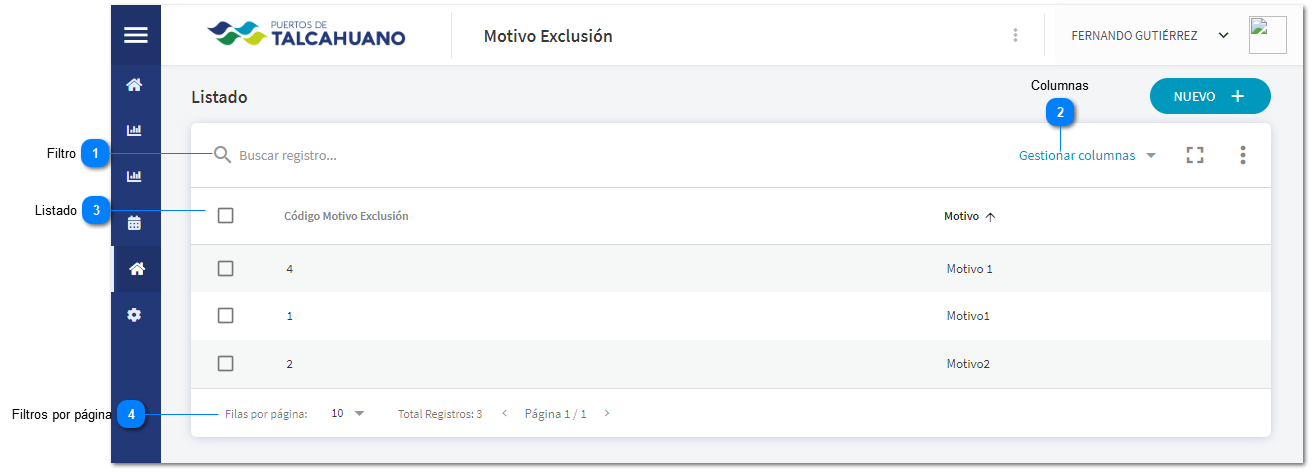 PUERTOS DE
TALCAHUANO
Motivo Exclusión
FERNANDO GUTIÉRREZ
Listado
Columnas
2
NUEVO +
Filtro 1
Buscar registro...
Gestionar columnas
Listado 3
Código Motivo Exclusión
Motivo ↑
4 Motivo 1
1 Motivo1
2 Motivo2
Filtros por página 4
Filas por página: 10 Total Registros: 3 < Página 1 / 1 >